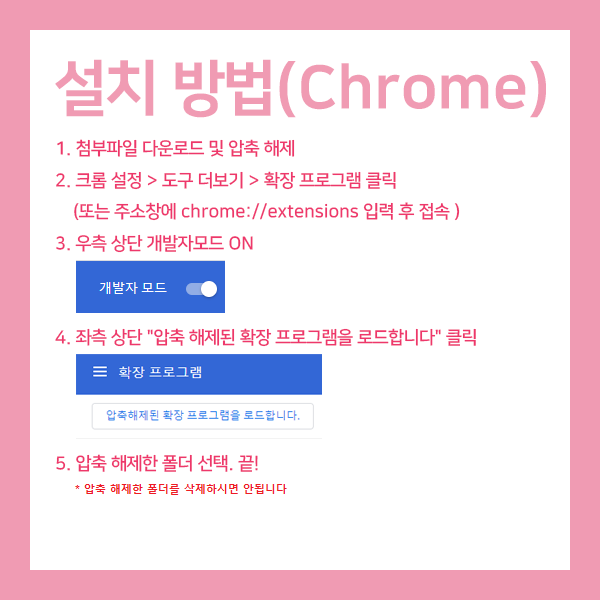 설치 방법(Chrome)
1. 첨부파일 다운로드 및 압축 해제
2. 크롬 설정 > 도구 더보기 > 확장 프로그램 클릭
(또는 주소창에 chrome://extensions 입력 후 접속 )
3. 우측 상단 개발자모드 ON
개발자 모드
4. 좌측 상단 "압축 해제된 확장 프로그램을 로드합니다" 클릭
확장 프로그램
압축해제된 확장 프로그램을 로드합니다.
5. 압축 해제한 폴더 선택. 끝!
* 압축 해제한 폴더를 삭제하시면 안됩니다